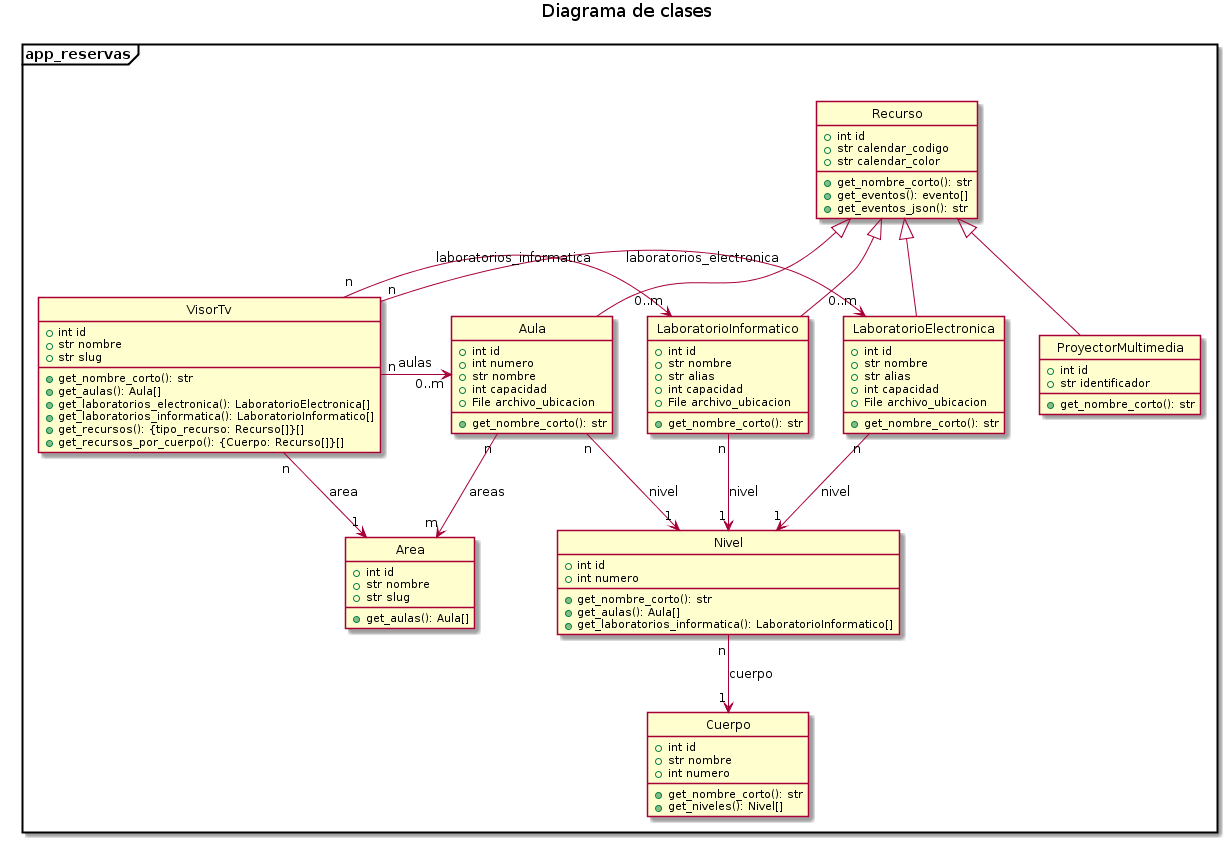 Diagrama de clases
app_reservas
Recurso
int id
str calendar_codigo
str calendar_color
get_nombre_corto(): str
get_eventos(): evento[]
get_eventos_json(): str
laboratorios_informatica
laboratorios_electronica
n
n
0..m
0..m
VisorTv
int id
str nombre
str slug
get_nombre_corto(): str
get_aulas(): Aula[]
get_laboratorios_electronica(): LaboratorioElectronica[]
get_laboratorios_informatica(): LaboratorioInformatico[]
get_recursos(): {tipo_recurso: Recurso[]}[]
get_recursos_por_cuerpo(): {Cuerpo: Recurso[]}[]
n
aulas
0..m
Aula
int id
int numero
str nombre
int capacidad
File archivo_ubicacion
get_nombre_corto(): str
LaboratorioInformatico
int id
str nombre
str alias
int capacidad
File archivo_ubicacion
get_nombre_corto(): str
LaboratorioElectronica
int id
str nombre
str alias
int capacidad
File archivo_ubicacion
get_nombre_corto(): str
ProyectorMultimedia
int id
str identificador
get_nombre_corto(): str
n
area
1
n
areas
m
n
nivel
1
n
nivel
1
n
nivel
1
Area
int id
str nombre
str slug
get_aulas(): Aula[]
Nivel
int id
int numero
get_nombre_corto(): str
get_aulas(): Aula[]
get_laboratorios_informatica(): LaboratorioInformatico[]
n
cuerpo
1
Cuerpo
int id
str nombre
int numero
get_nombre_corto(): str
get_niveles(): Nivel[]